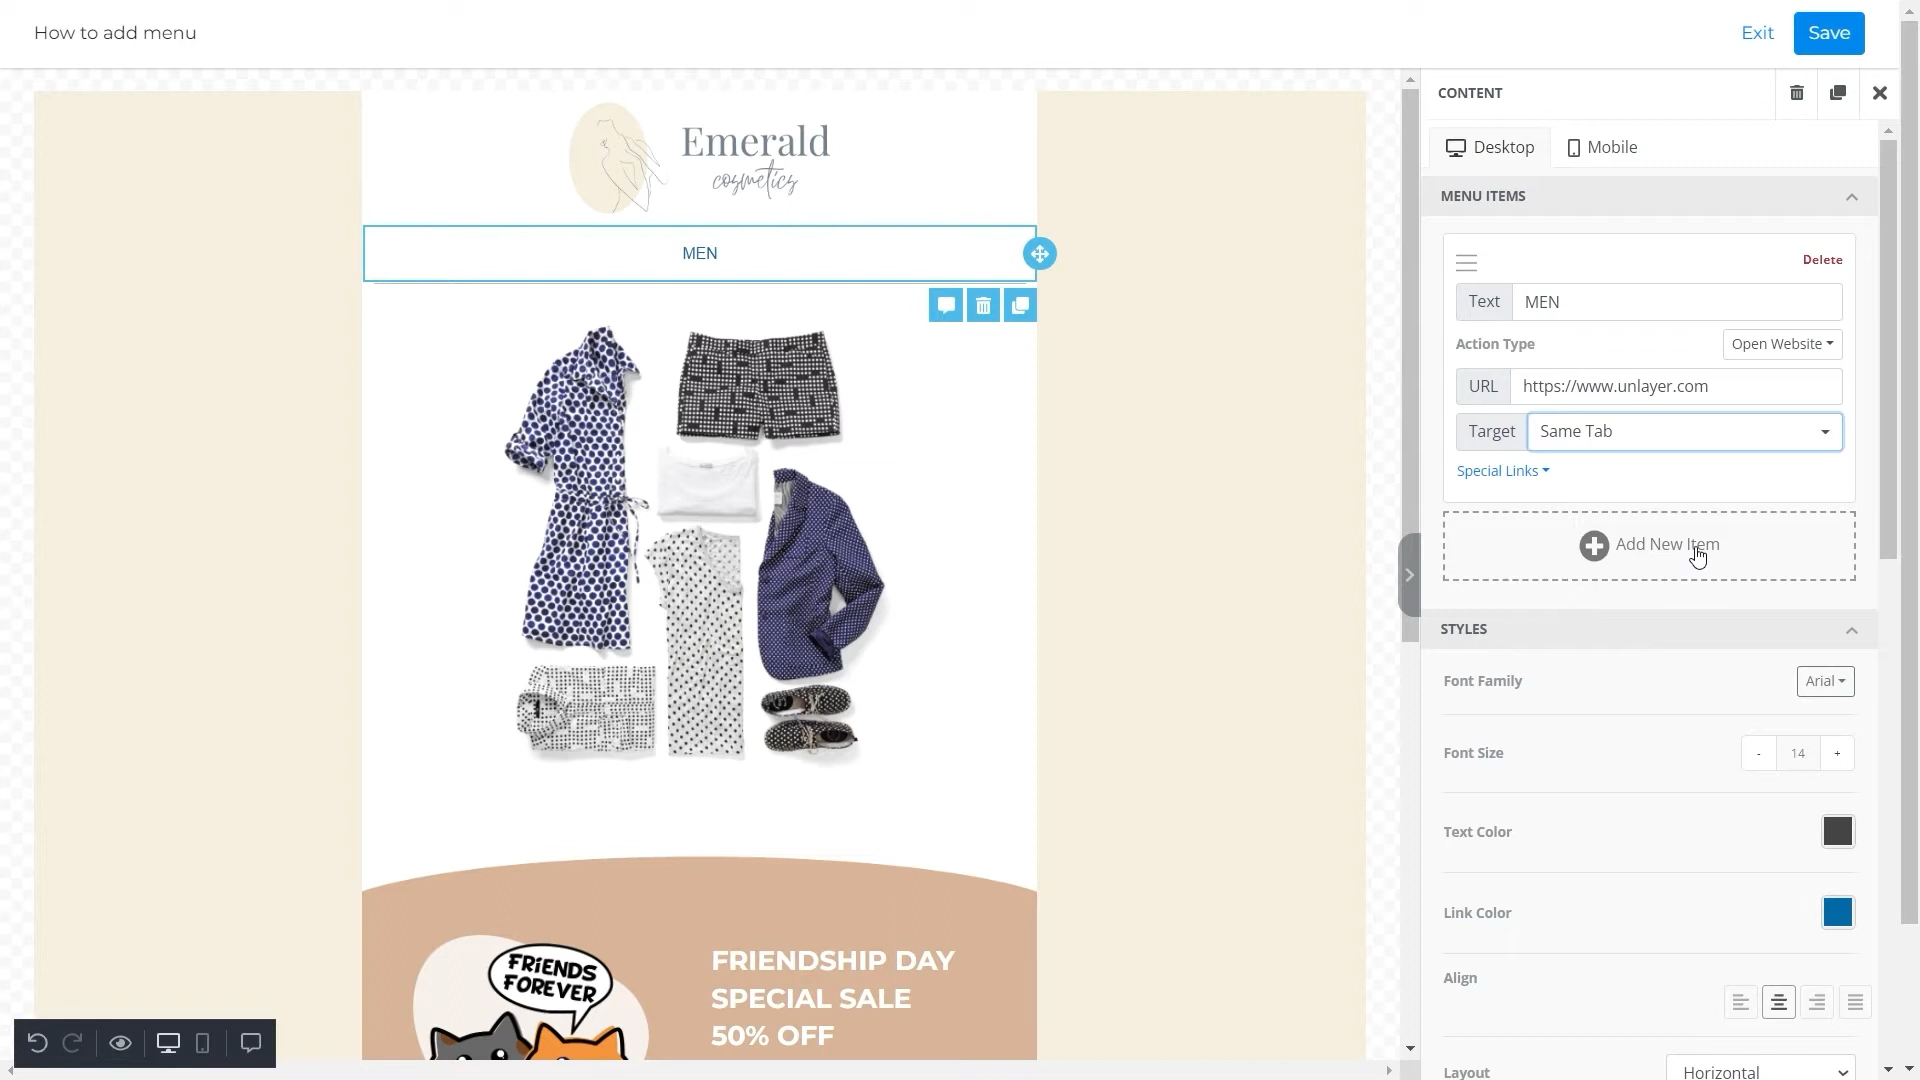 How to add menu
Exit
Save
Emerald
cosmetics
MEN
FRIENDS
FOREVER
FRIENDSHIP DAY
SPECIAL SALE
50% OFF
CONTENT
Desktop
Mobile
MENU ITEMS
Delete
Text MEN
Action Type Open Website
URL https://www.unlayer.com
Target Same Tab
Special Links
Add New Item
STYLES
Font Family Arial
Font Size - 14 +
Text Color
Link Color
Align
Layout Horizontal